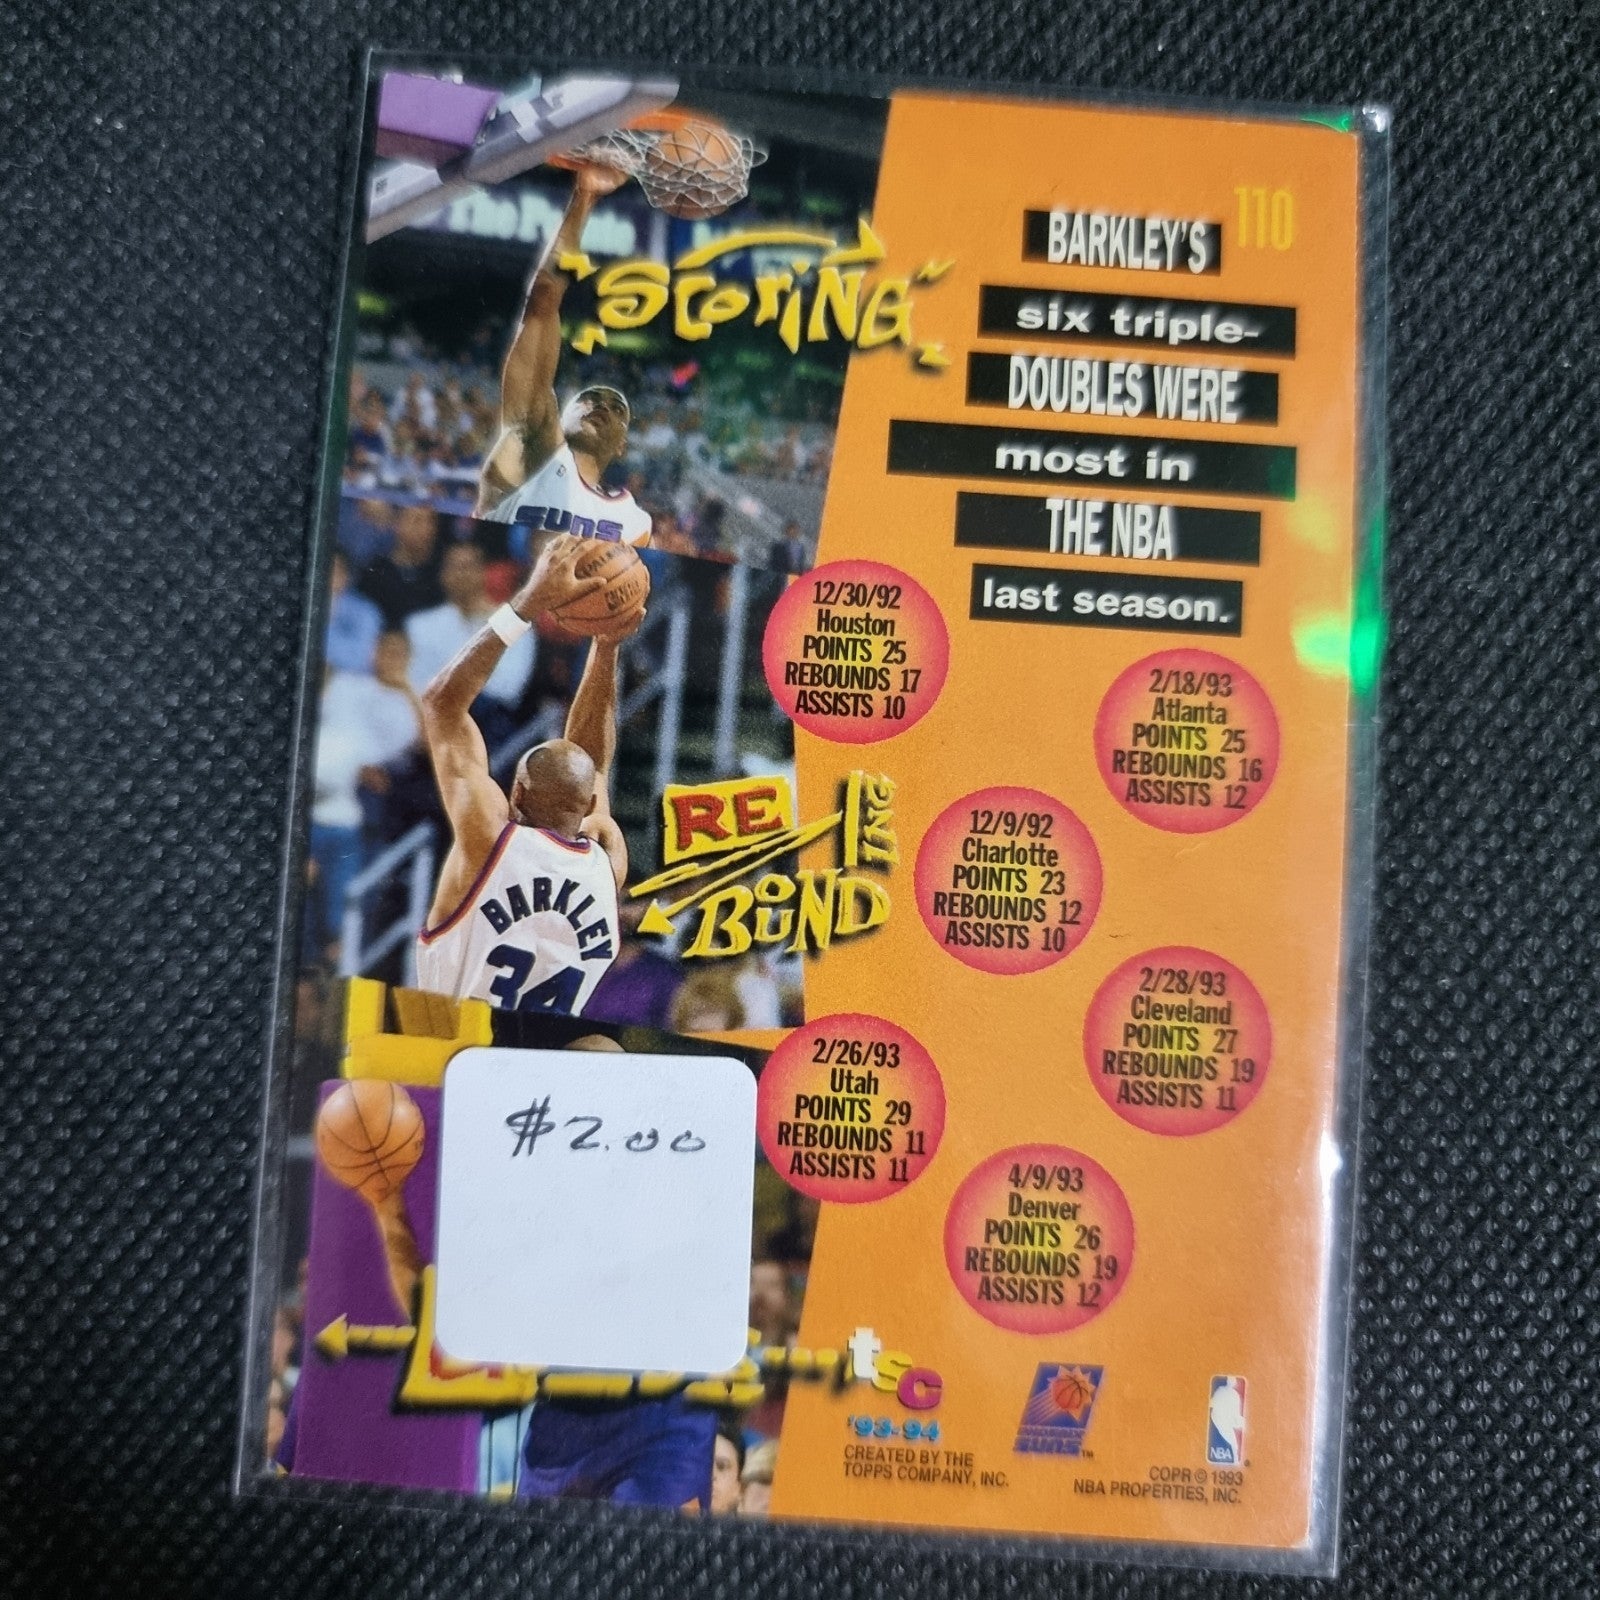 110
BARKLEY'S
six triple-
DOUBLES WERE
most in
THE NBA
last season.
"SCORING"
SUNS
12/30/92
Houston
POINTS 25
REBOUNDS 17
ASSISTS 10
2/18/93
Atlanta
POINTS 25
REBOUNDS 16
ASSISTS 12
REBOUNDING
BARKLEY
34
12/9/92
Charlotte
POINTS 23
REBOUNDS 12
ASSISTS 10
2/28/93
Cleveland
POINTS 27
REBOUNDS 19
ASSISTS 11
2/26/93
Utah
POINTS 29
REBOUNDS 11
ASSISTS 11
$2.00
4/9/93
Denver
POINTS 26
REBOUNDS 19
ASSISTS 12
tsc
'93-94
CREATED BY THE
TOPPS COMPANY, INC.
PHOENIX
SUNS™
NBA
COPR © 1993
NBA PROPERTIES, INC.